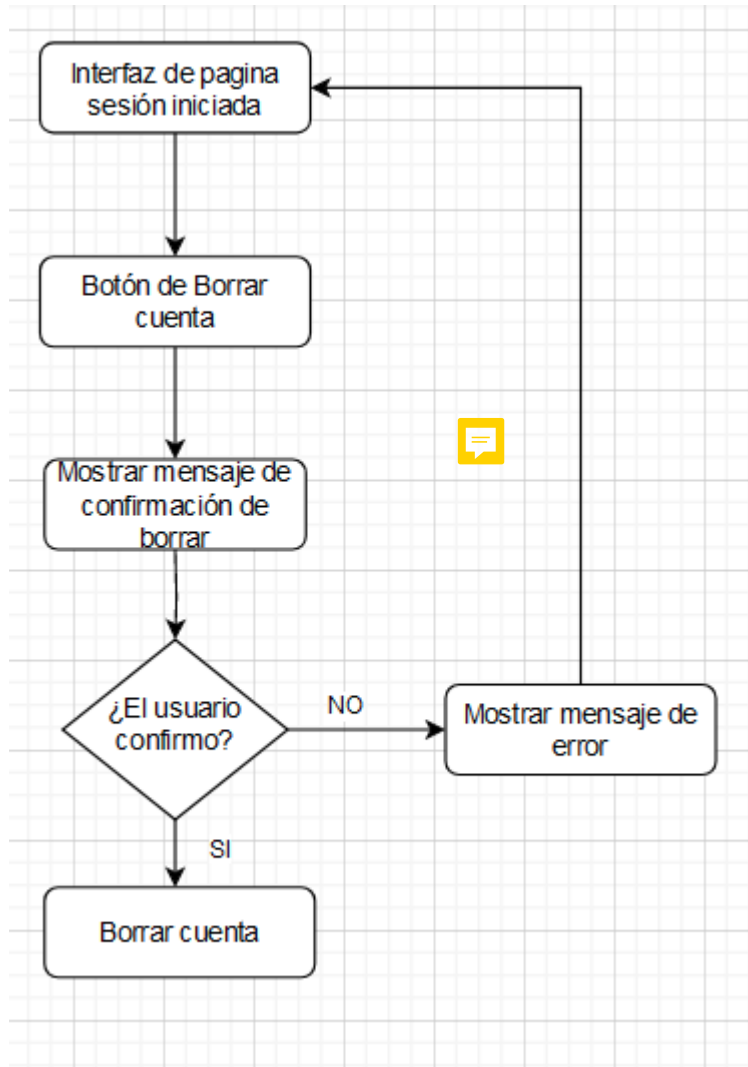 Interfaz de pagina
sesión iniciada
Botón de Borrar
cuenta
Mostrar mensaje de
confirmación de
borrar
¿El usuario
confirmo?
NO
Mostrar mensaje de
error
SI
Borrar cuenta